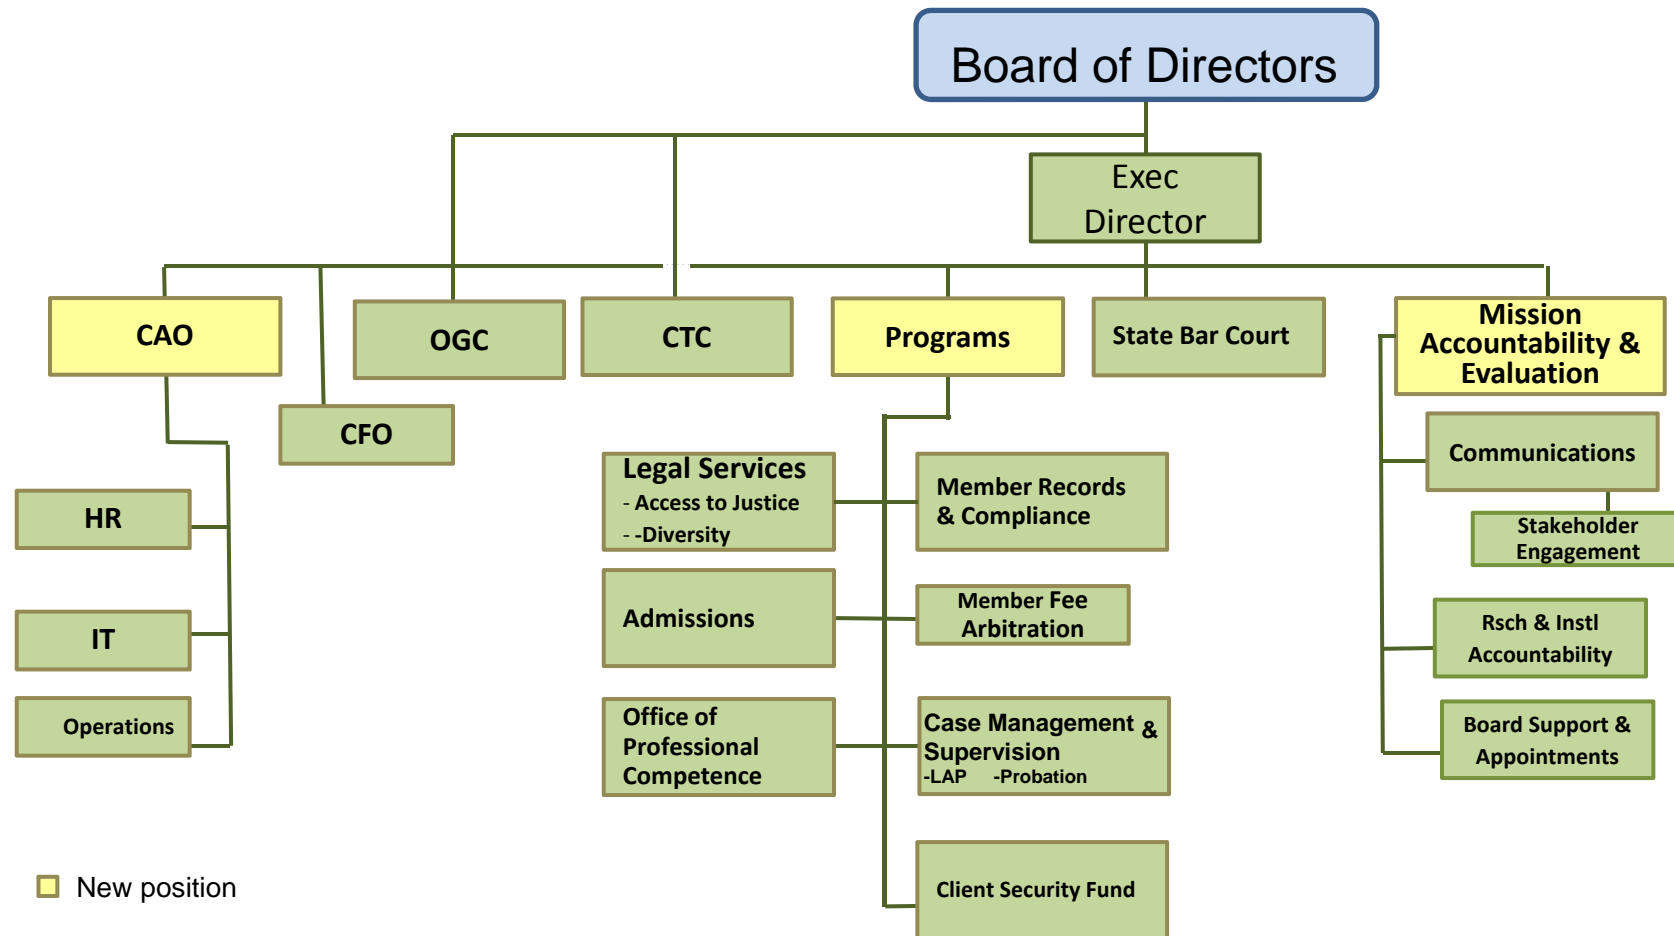 Board of Directors
Exec
Director
CAO
OGC
CTC
Programs
State Bar Court
Mission
Accountability &
Evaluation
CFO
HR
IT
Operations
Legal Services
- Access to Justice
- -Diversity
Member Records
& Compliance
Admissions
Member Fee
Arbitration
Office of
Professional
Competence
Case Management &
Supervision
-LAP -Probation
Client Security Fund
Communications
Stakeholder
Engagement
Rsch & Instl
Accountability
Board Support &
Appointments
New position